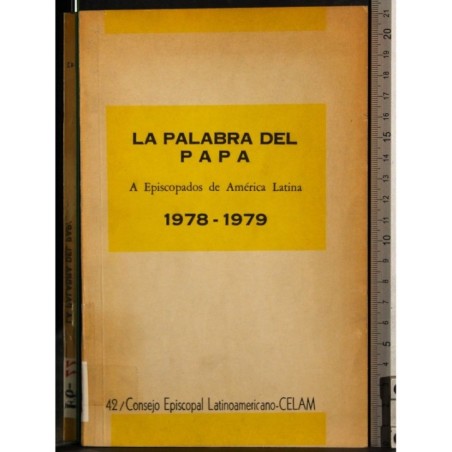 LA PALABRA DEL
PAPA
A Episcopados de América Latina
1978 - 1979
42/Consejo Episcopal Latinoamericano-CELAM